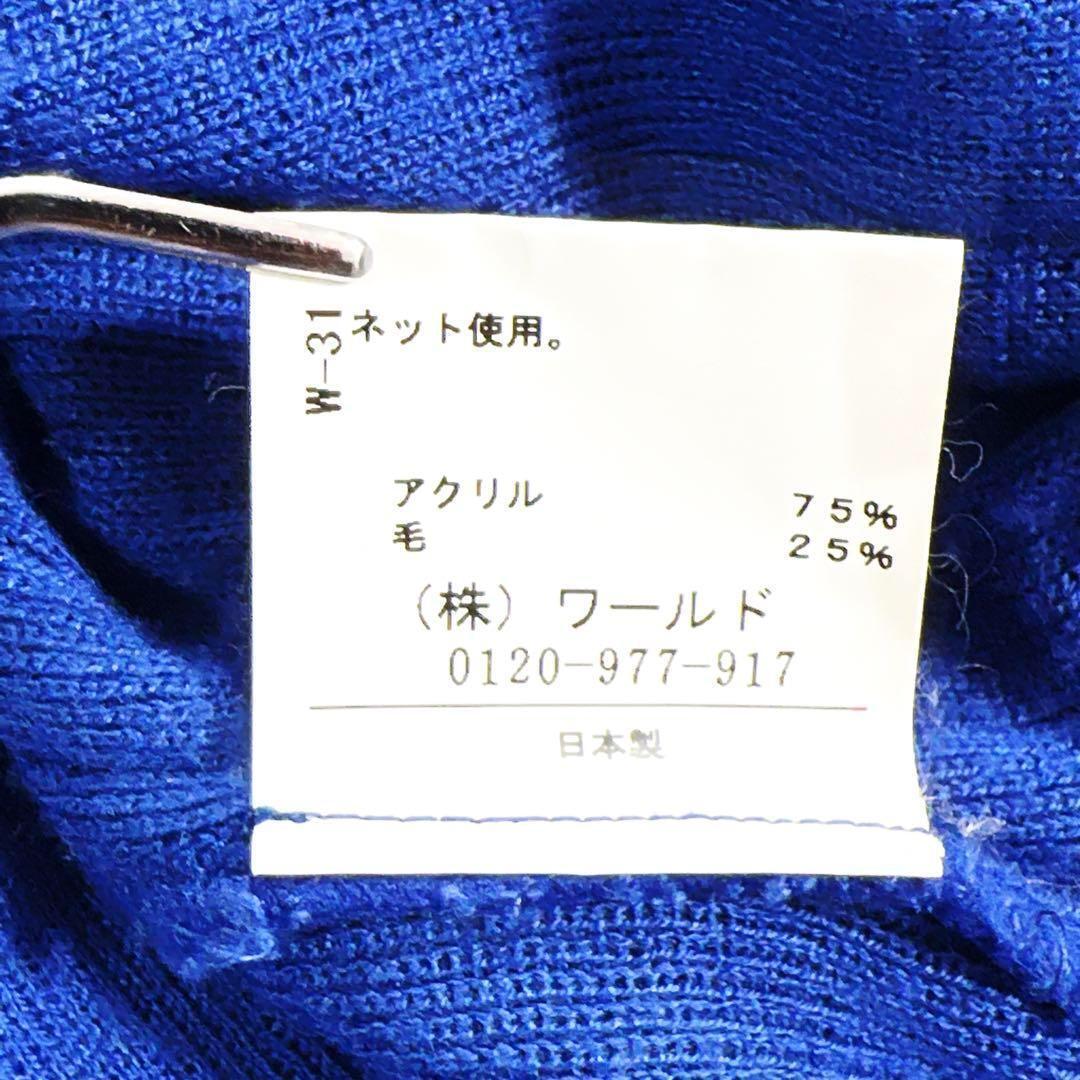 W-31
ネット使用。
アクリル 75%
毛 25%
(株) ワールド
0120-977-917
日本製